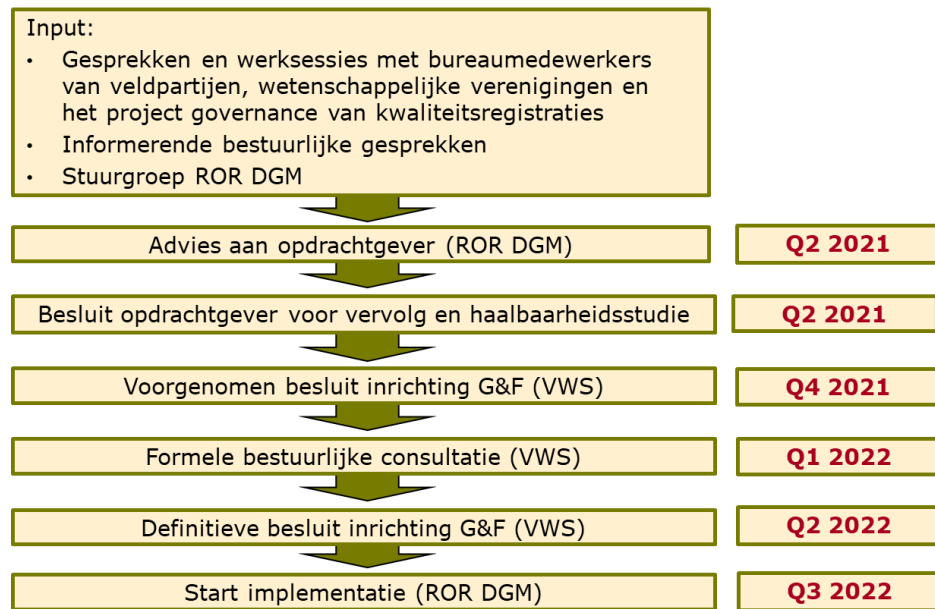 Input:
• Gesprekken en werksessies met bureaumedewerkers
van veldpartijen, wetenschappelijke verenigingen en
het project governance van kwaliteitsregistraties
• Informerende bestuurlijke gesprekken
• Stuurgroep ROR DGM
Advies aan opdrachtgever (ROR DGM)
Q2 2021
Besluit opdrachtgever voor vervolg en haalbaarheidsstudie
Q2 2021
Voorgenomen besluit inrichting G&F (VWS)
Q4 2021
Formele bestuurlijke consultatie (VWS)
Q1 2022
Definitieve besluit inrichting G&F (VWS)
Q2 2022
Start implementatie (ROR DGM)
Q3 2022